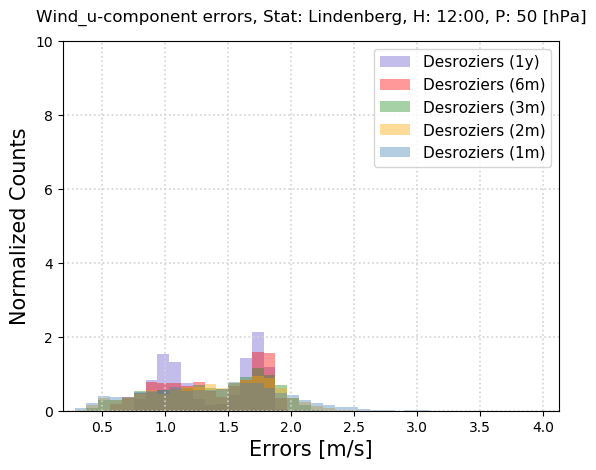 Wind_u-component errors, Stat: Lindenberg, H: 12:00, P: 50 [hPa]
10
8
6
4
2
0
Normalized Counts
Desroziers (1y)
Desroziers (6m)
Desroziers (3m)
Desroziers (2m)
Desroziers (1m)
0.5 1.0 1.5 2.0 2.5 3.0 3.5 4.0
Errors [m/s]